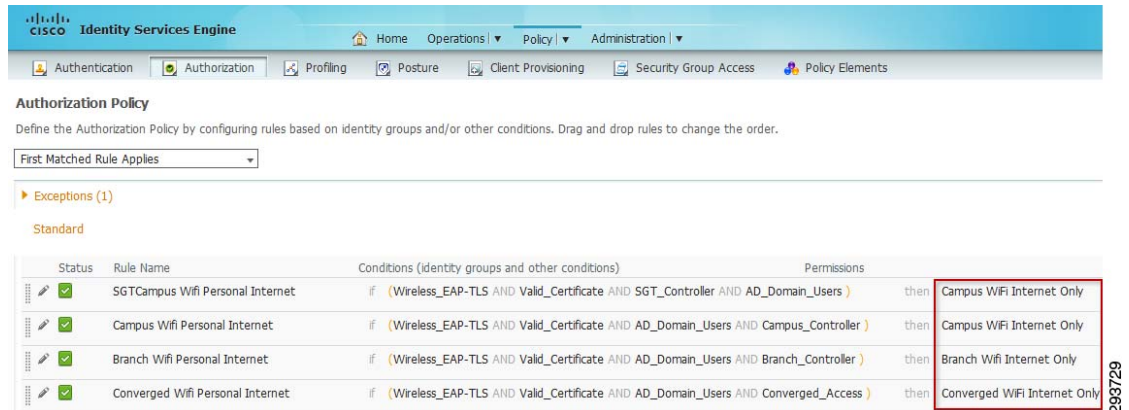 CISCO Identity Services Engine
Home Operations | ▼ Policy | ▼ Administration | ▼
Authentication Authorization Profiling Posture Client Provisioning Security Group Access Policy Elements
Authorization Policy
Define the Authorization Policy by configuring rules based on identity groups and/or other conditions. Drag and drop rules to change the order.
First Matched Rule Applies
Exceptions (1)
Standard
Status Rule Name Conditions (identity groups and other conditions) Permissions
SGTCampus Wifi Personal Internet if (Wireless_EAP-TLS AND Valid_Certificate AND SGT_Controller AND AD_Domain_Users ) then Campus WiFi Internet Only
Campus Wifi Personal Internet if (Wireless_EAP-TLS AND Valid_Certificate AND AD_Domain_Users AND Campus_Controller ) then Campus WiFi Internet Only
Branch Wifi Personal Internet if (Wireless_EAP-TLS AND Valid_Certificate AND AD_Domain_Users AND Branch_Controller ) then Branch Wifi Internet Only
Converged Wifi Personal Internet if (Wireless_EAP-TLS AND Valid_Certificate AND AD_Domain_Users AND Converged_Access ) then Converged WiFi Internet Only
293729